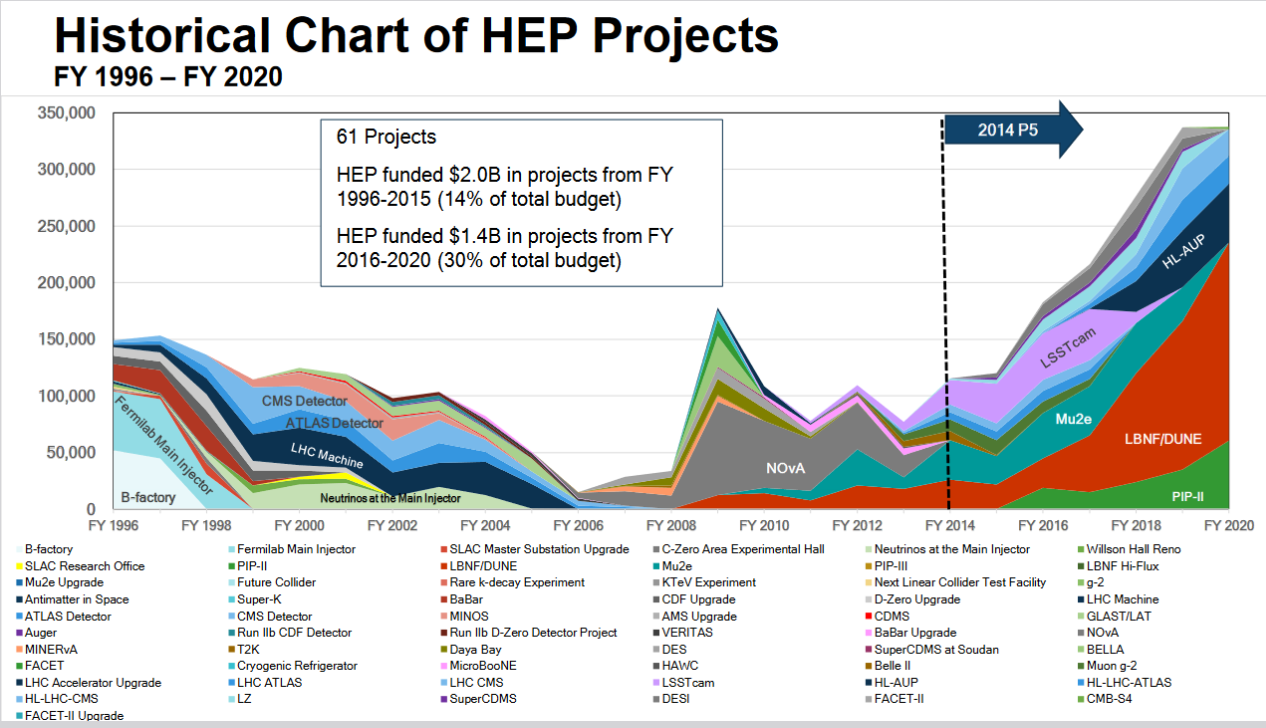 Historical Chart of HEP Projects
FY 1996 – FY 2020
350,000
300,000
250,000
200,000
150,000
100,000
50,000
0
61 Projects
HEP funded $2.0B in projects from FY
1996-2015 (14% of total budget)
HEP funded $1.4B in projects from FY
2016-2020 (30% of total budget)
2014 P5
B-factory
Fermilab Main Injector
CMS Detector
ATLAS Detector
LHC Machine
Neutrinos at the Main Injector
NOvA
LSSTcam
HL-AUP
Mu2e
LBNF/DUNE
PIP-II
FY 1996 FY 1998 FY 2000 FY 2002 FY 2004 FY 2006 FY 2008 FY 2010 FY 2012 FY 2014 FY 2016 FY 2018 FY 2020
B-factory Fermilab Main Injector SLAC Master Substation Upgrade C-Zero Area Experimental Hall Neutrinos at the Main Injector Willson Hall Reno
SLAC Research Office PIP-II LBNF/DUNE Mu2e PIP-III LBNF Hi-Flux
Mu2e Upgrade Future Collider Rare k-decay Experiment KTeV Experiment Next Linear Collider Test Facility g-2
Antimatter in Space Super-K BaBar CDF Upgrade D-Zero Upgrade LHC Machine
ATLAS Detector CMS Detector MINOS AMS Upgrade CDMS GLAST/LAT
Auger Run IIb CDF Detector Run IIb D-Zero Detector Project VERITAS BaBar Upgrade NOvA
MINERvA T2K Daya Bay DES SuperCDMS at Soudan BELLA
FACET Cryogenic Refrigerator MicroBooNE HAWC Belle II Muon g-2
LHC Accelerator Upgrade LHC ATLAS LHC CMS LSSTcam HL-AUP HL-LHC-ATLAS
HL-LHC-CMS LZ SuperCDMS DESI FACET-II CMB-S4
FACET-II Upgrade